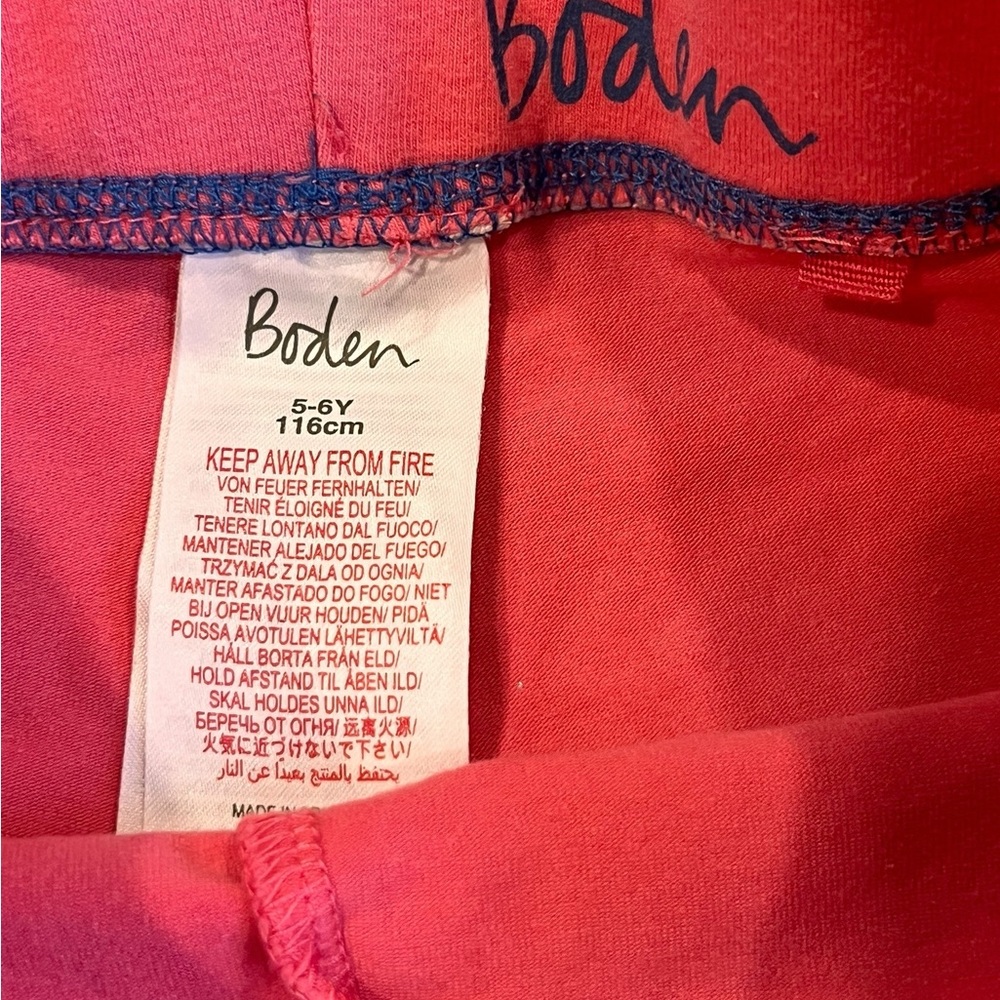 Boden
Boden
5-6Y
116cm
KEEP AWAY FROM FIRE
VON FEUER FERNHALTEN/
TENIR ÉLOIGNÉ DU FEU/
TENERE LONTANO DAL FUOCO/
MANTENER ALEJADO DEL FUEGO/
TRZYMAĆ Z DALA OD OGNIA/
MANTER AFASTADO DO FOGO/ NIET
BIJ OPEN VUUR HOUDEN/ PIDÄ
POISSA AVOTULEN LÄHETTYVILTÄ/
HÅLL BORTA FRÅN ELD/
HOLD AFSTAND TIL ÅBEN ILD/
SKAL HOLDES UNNA ILD/
БЕРЕЧЬ ОТ ОГНЯ/ 远离火源/
火気に近づけないで下さい/
يحتفظ بالمنتج بعيدا عن النار
MADE IN